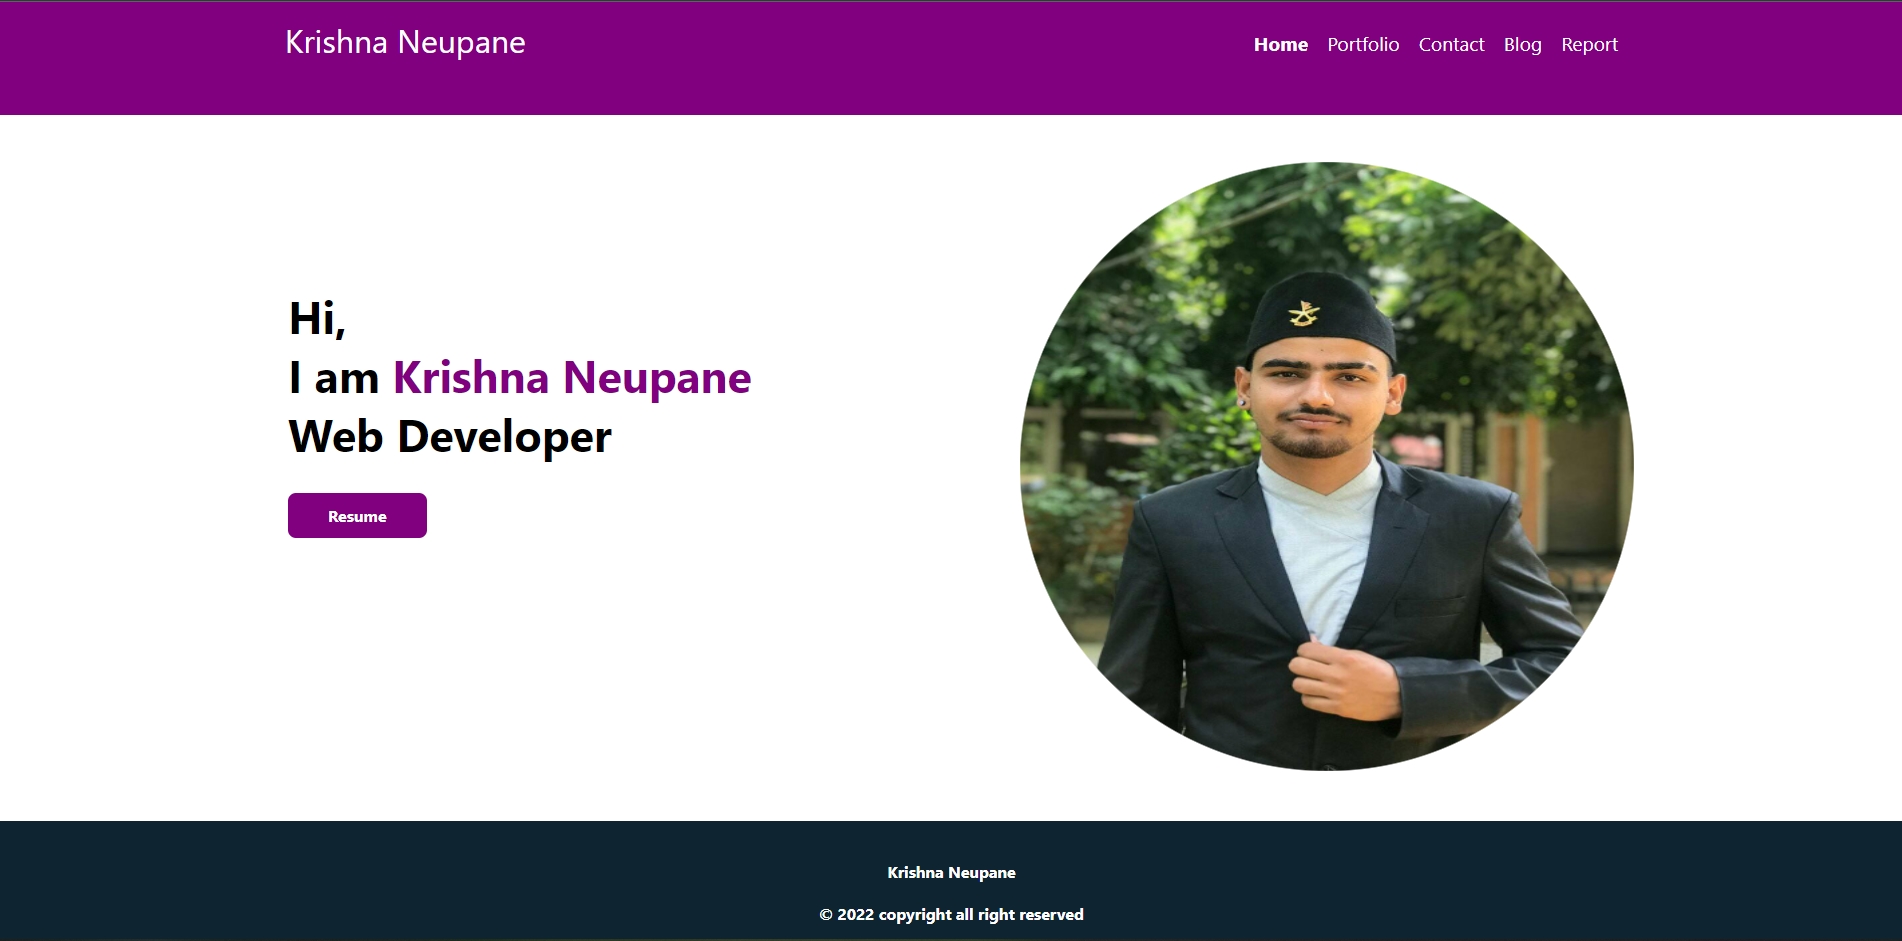 Krishna Neupane
Home Portfolio Contact Blog Report
Hi,
I am Krishna Neupane
Web Developer
Resume
Krishna Neupane
© 2022 copyright all right reserved